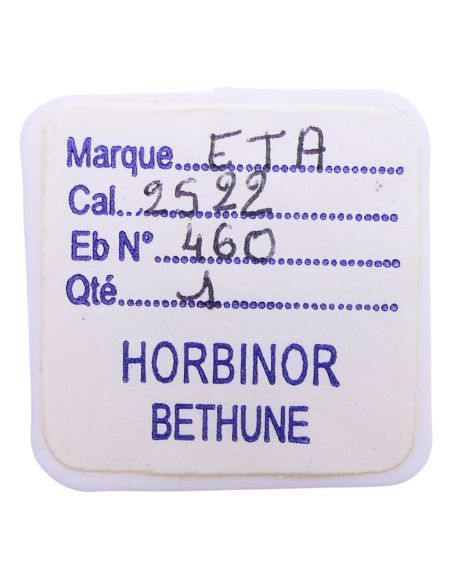 Marque ETA
Cal. 2522
Eb N° 460
Qté 1
HORBINOR
BETHUNE